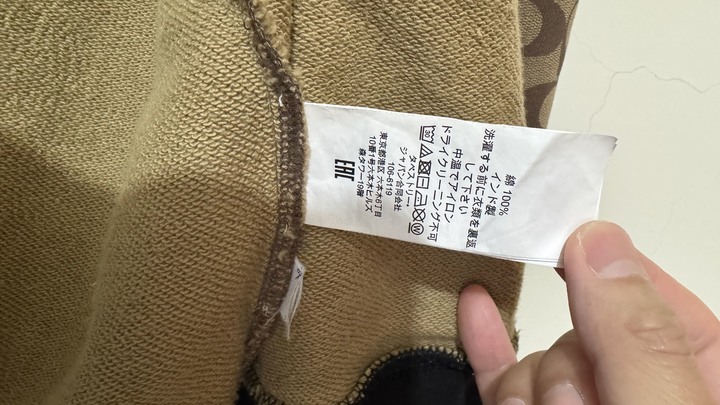 綿 100%
インド製
洗濯する前に衣類を裏返
して下さい
中温でアイロン
ドライクリーニング不可
30 W
タペストリー・
ジャパン合同会社
106-6119
東京都港区 六本木6丁目
10番1号六本木ヒルズ
森タワー19階
EAC